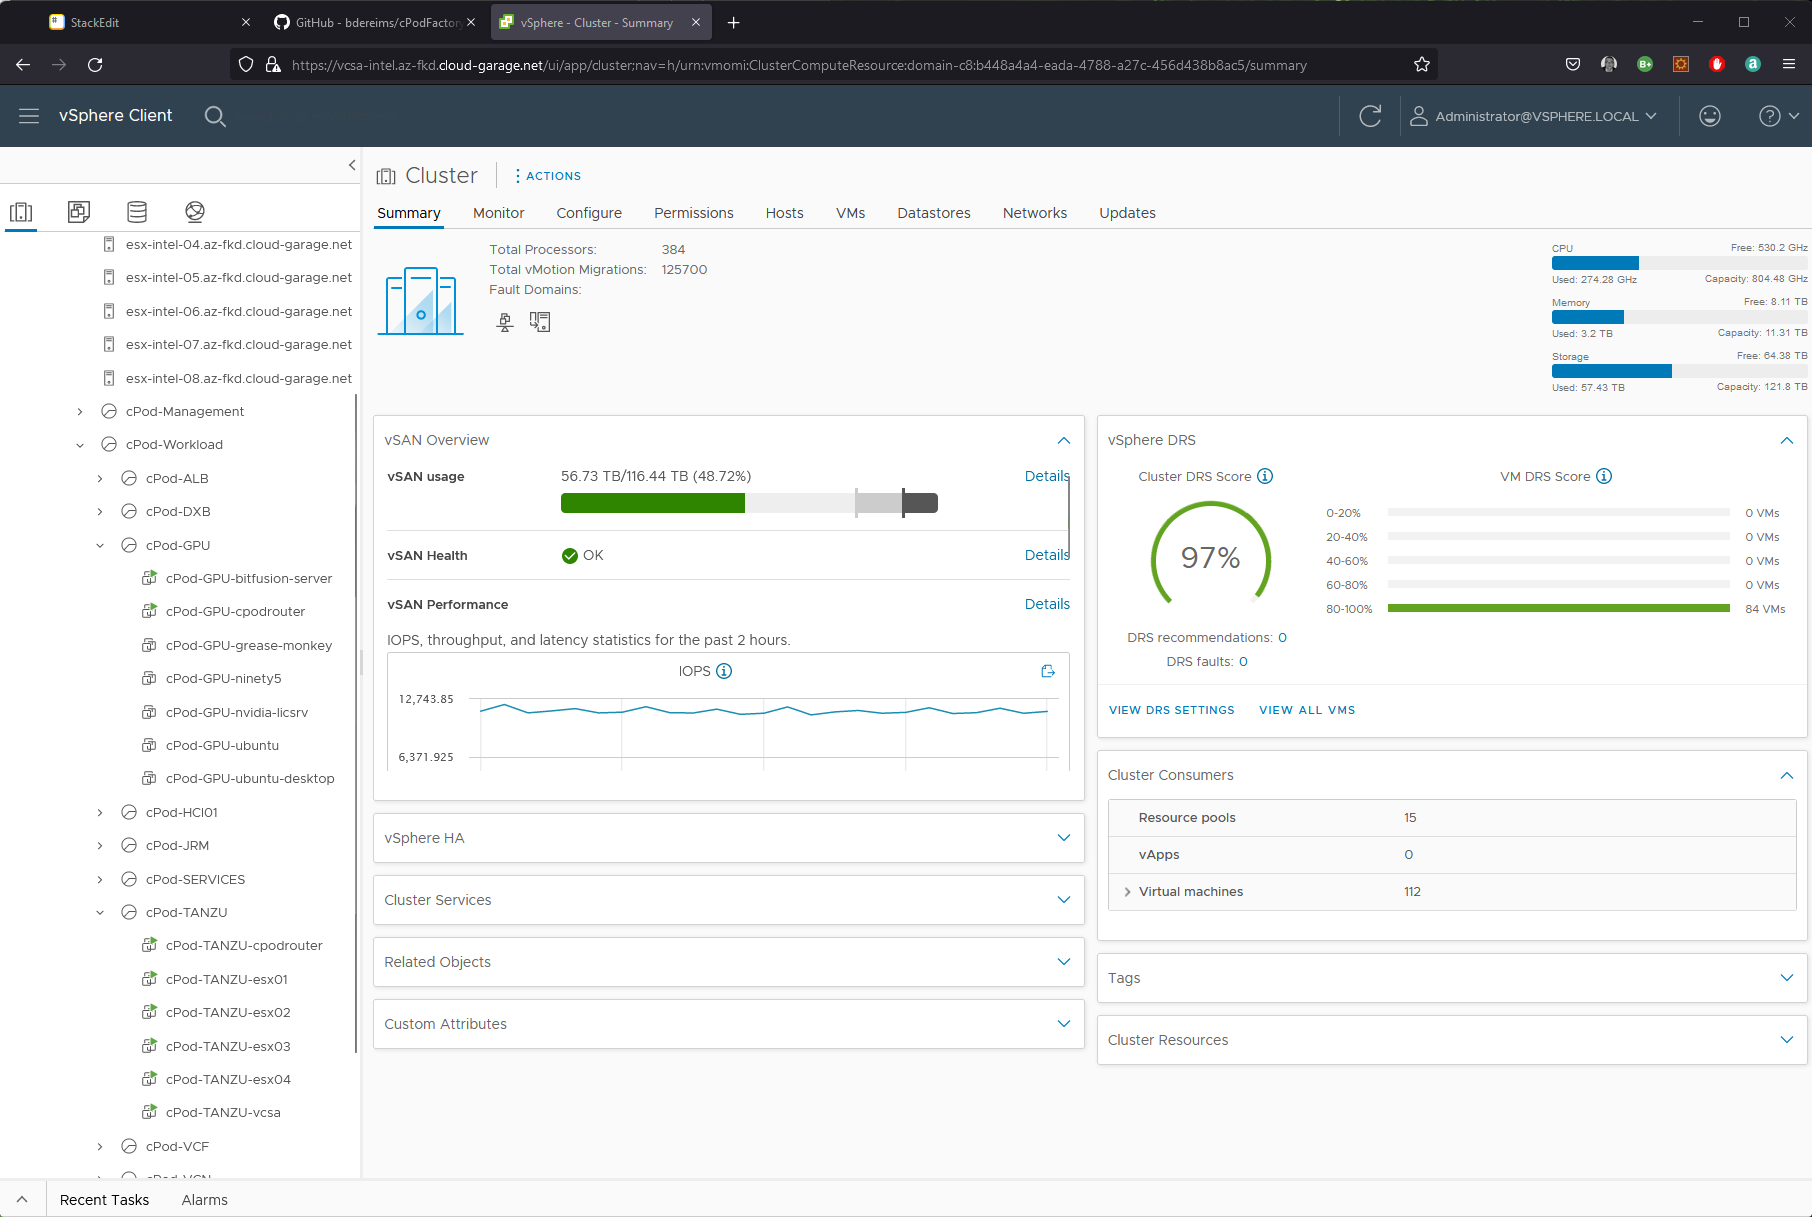 StackEdit
GitHub - bdereims/cPodFactory
vSphere - Cluster - Summary
https://vcsa-intel.az-fkd.cloud-garage.net/ui/app/cluster;nav=h/urn:vmomi:ClusterComputeResource:domain-c8:b448a4a4-eada-4788-a27c-456d438b8ac5/summary
vSphere Client
Administrator@VSPHERE.LOCAL
esx-intel-04.az-fkd.cloud-garage.net
esx-intel-05.az-fkd.cloud-garage.net
esx-intel-06.az-fkd.cloud-garage.net
esx-intel-07.az-fkd.cloud-garage.net
esx-intel-08.az-fkd.cloud-garage.net
cPod-Management
cPod-Workload
cPod-ALB
cPod-DXB
cPod-GPU
cPod-GPU-bitfusion-server
cPod-GPU-cpodrouter
cPod-GPU-grease-monkey
cPod-GPU-ninety5
cPod-GPU-nvidia-licsrv
cPod-GPU-ubuntu
cPod-GPU-ubuntu-desktop
cPod-HCI01
cPod-JRM
cPod-SERVICES
cPod-TANZU
cPod-TANZU-cpodrouter
cPod-TANZU-esx01
cPod-TANZU-esx02
cPod-TANZU-esx03
cPod-TANZU-esx04
cPod-TANZU-vcsa
cPod-VCF
Cluster
ACTIONS
Summary Monitor Configure Permissions Hosts VMs Datastores Networks Updates
Total Processors: 384
Total vMotion Migrations: 125700
Fault Domains:
CPU Free: 530.2 GHz
Used: 274.28 GHz Capacity: 804.48 GHz
Memory Free: 8.11 TB
Used: 3.2 TB Capacity: 11.31 TB
Storage Free: 64.38 TB
Used: 57.43 TB Capacity: 121.8 TB
vSAN Overview
vSAN usage 56.73 TB/116.44 TB (48.72%) Details
vSAN Health OK Details
vSAN Performance Details
IOPS, throughput, and latency statistics for the past 2 hours.
IOPS
12,743.85
6,371.925
vSphere HA
Cluster Services
Related Objects
Custom Attributes
vSphere DRS
Cluster DRS Score
97%
DRS recommendations: 0
DRS faults: 0
VM DRS Score
0-20% 0 VMs
20-40% 0 VMs
40-60% 0 VMs
60-80% 0 VMs
80-100% 84 VMs
VIEW DRS SETTINGS VIEW ALL VMS
Cluster Consumers
Resource pools 15
vApps 0
Virtual machines 112
Tags
Cluster Resources
Recent Tasks Alarms